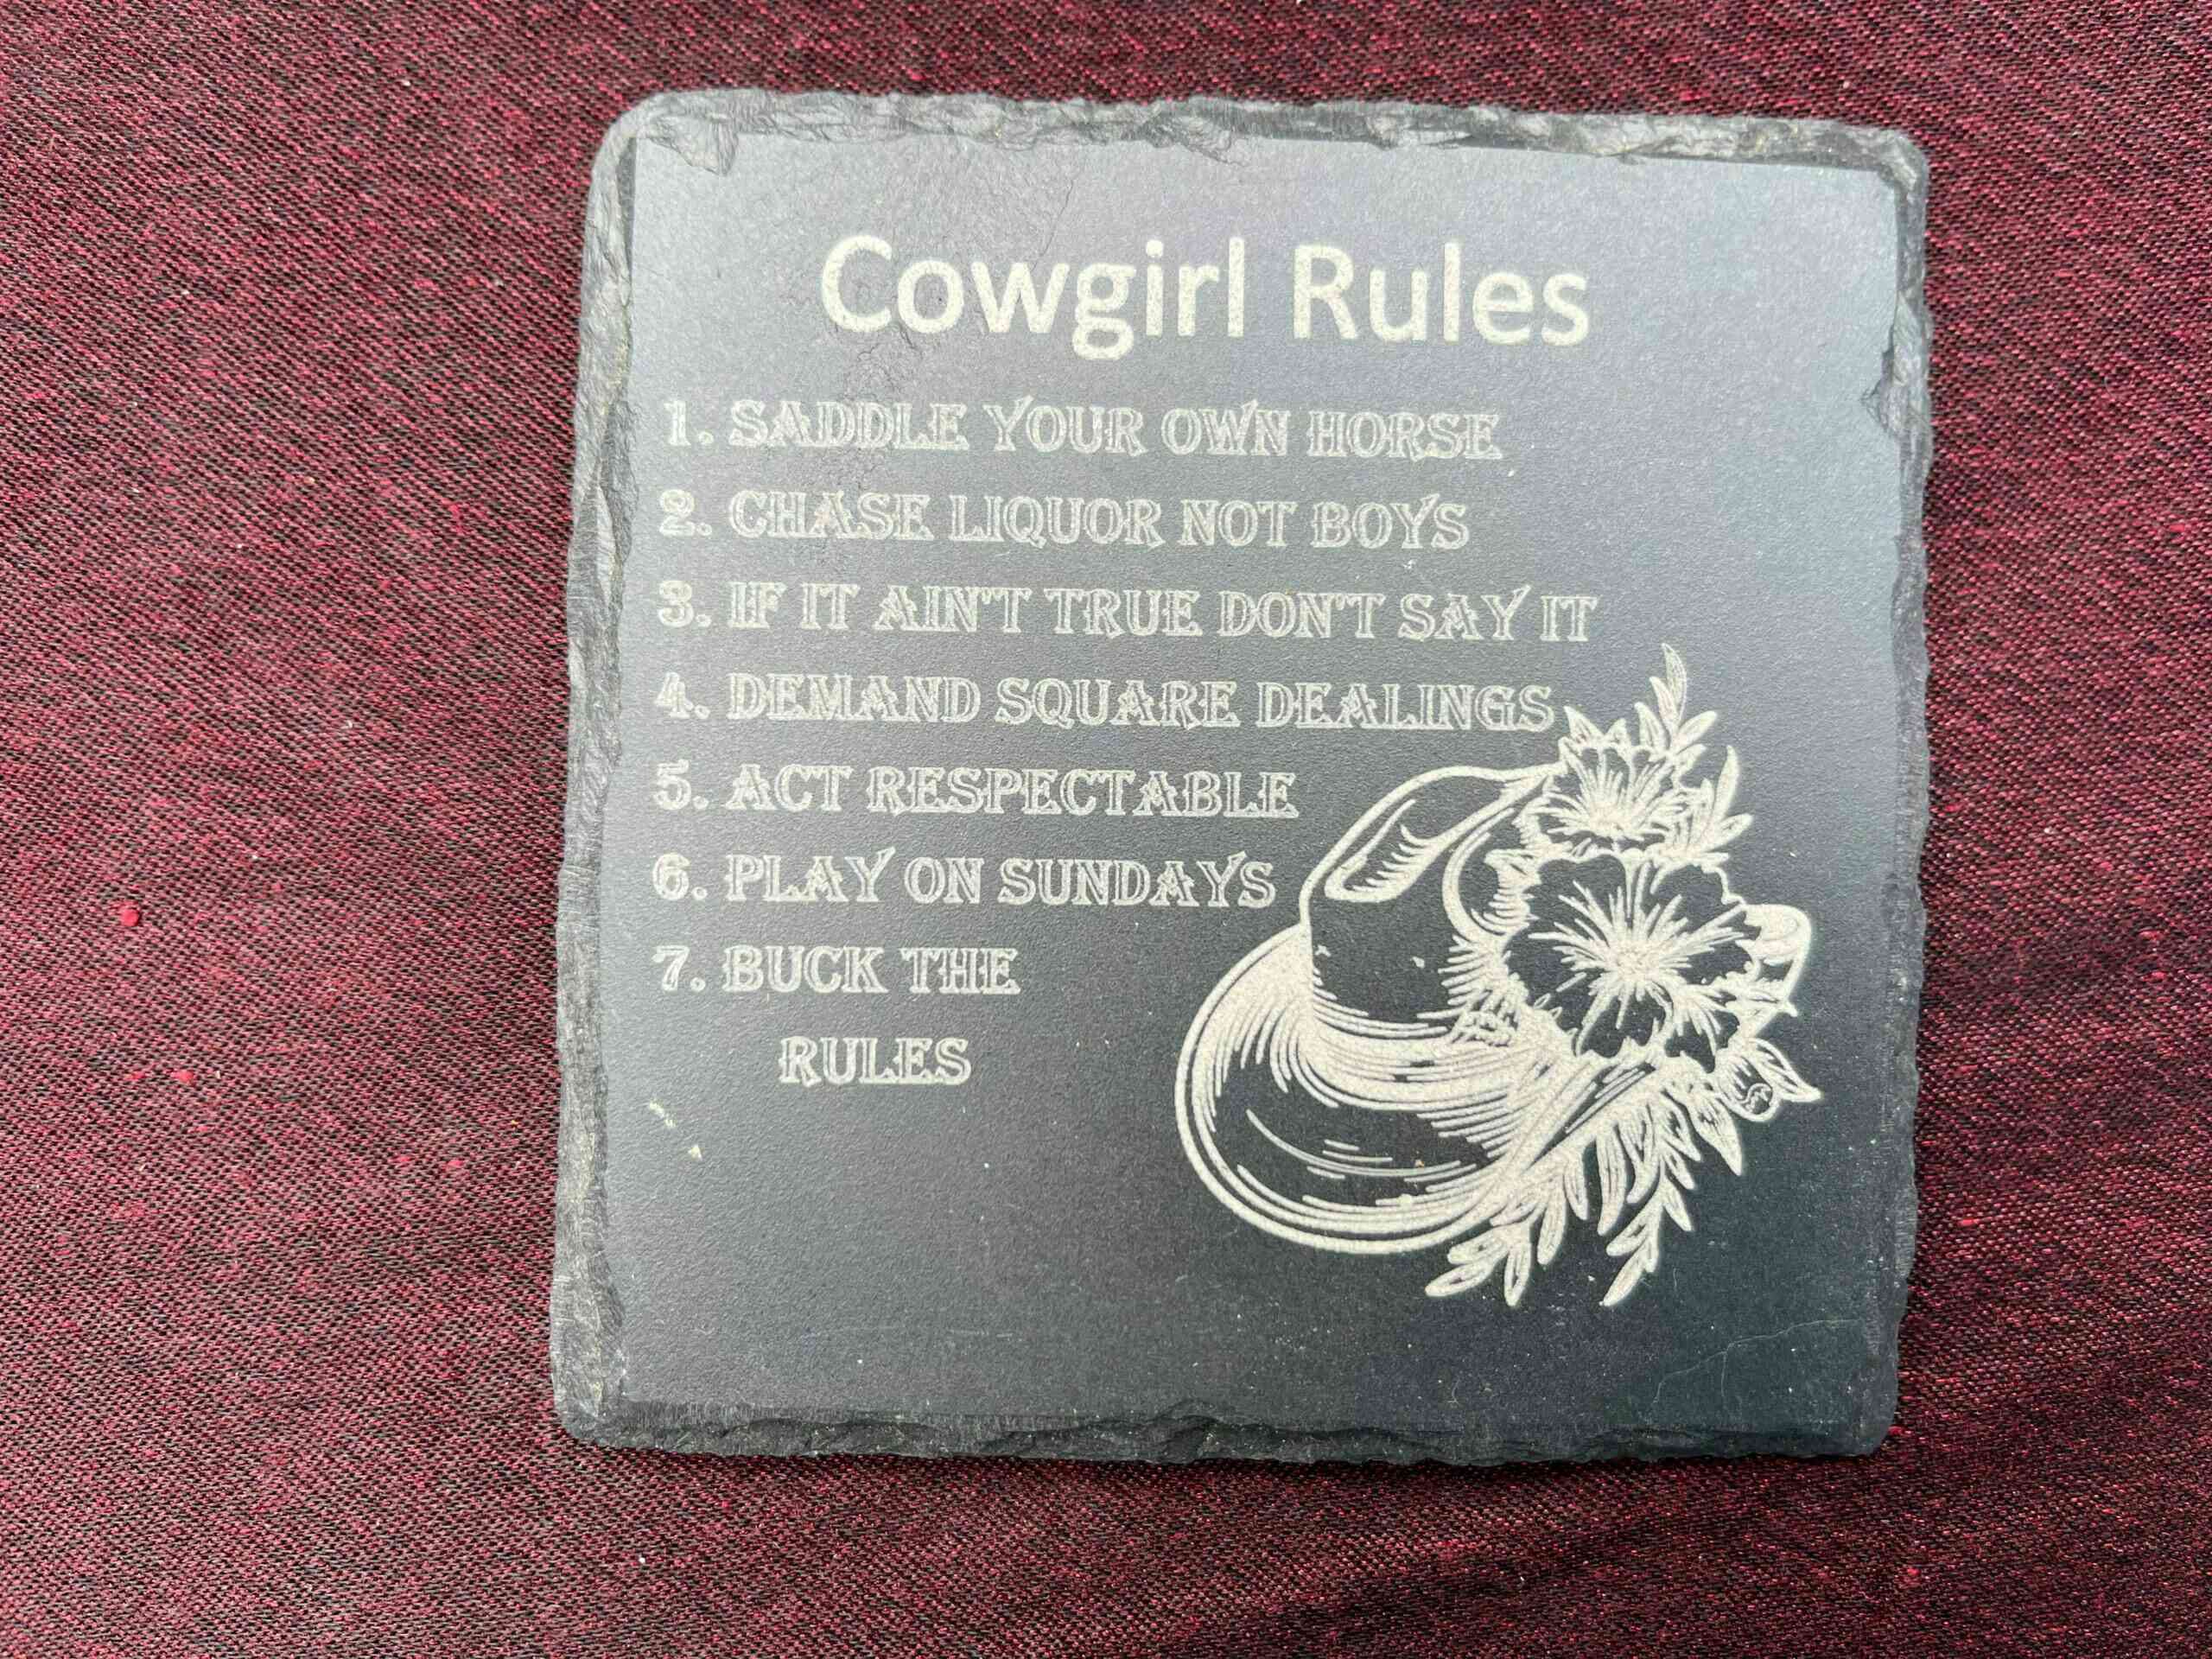 Cowgirl Rules
1. SADDLE YOUR OWN HORSE
2. CHASE LIQUOR NOT BOYS
3. IF IT AIN'T TRUE DON'T SAY IT
4. DEMAND SQUARE DEALINGS
5. ACT RESPECTABLE
6. PLAY ON SUNDAYS
7. BUCK THE
RULES